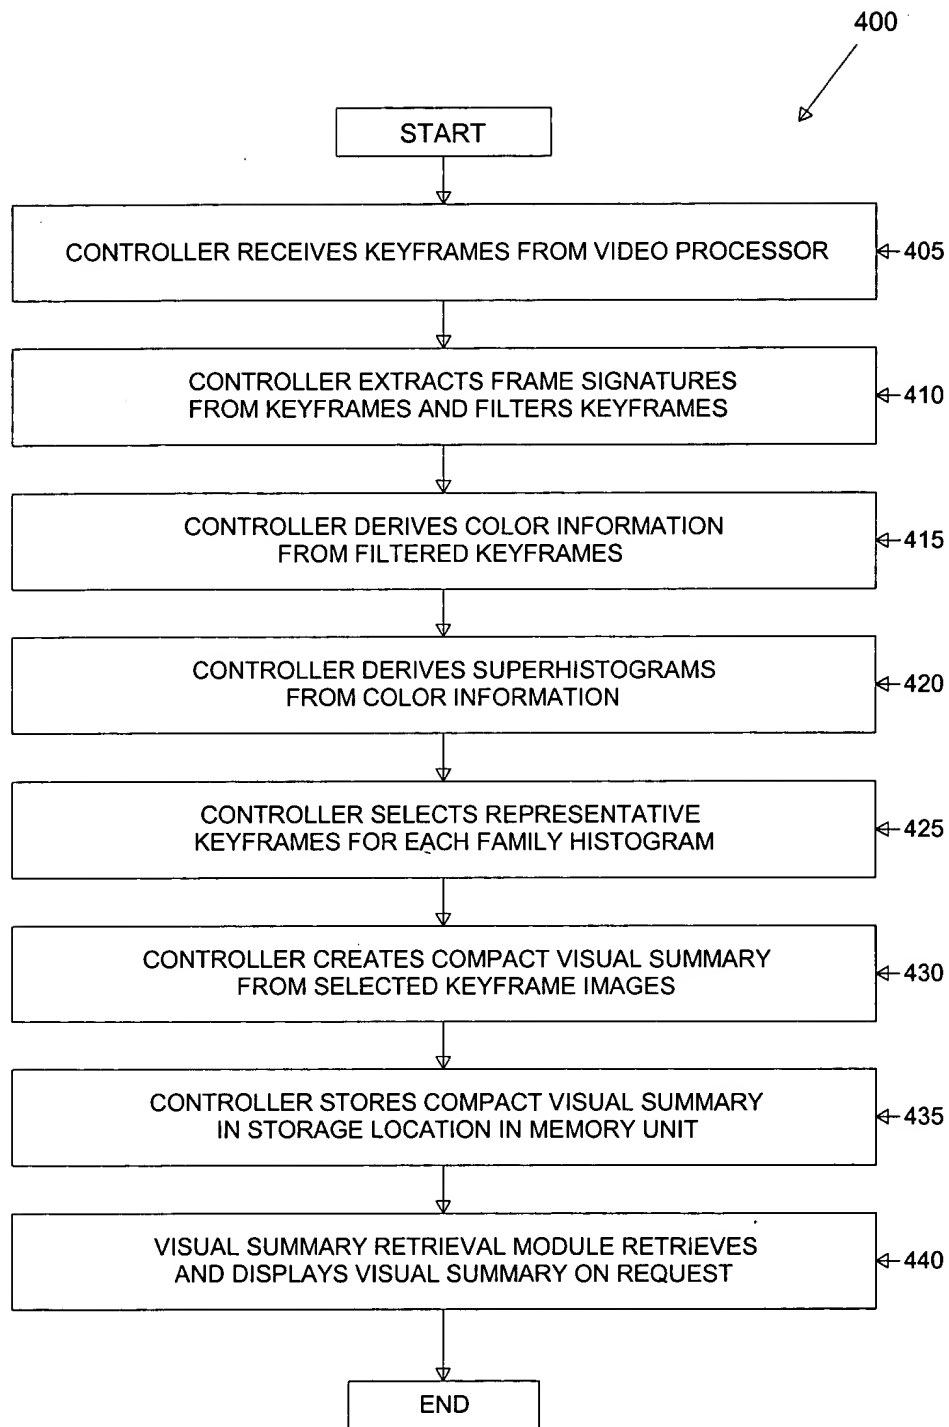 400
START
CONTROLLER RECEIVES KEYFRAMES FROM VIDEO PROCESSOR
405
CONTROLLER EXTRACTS FRAME SIGNATURES
FROM KEYFRAMES AND FILTERS KEYFRAMES
410
CONTROLLER DERIVES COLOR INFORMATION
FROM FILTERED KEYFRAMES
415
CONTROLLER DERIVES SUPERHISTOGRAMS
FROM COLOR INFORMATION
420
CONTROLLER SELECTS REPRESENTATIVE
KEYFRAMES FOR EACH FAMILY HISTOGRAM
425
CONTROLLER CREATES COMPACT VISUAL SUMMARY
FROM SELECTED KEYFRAME IMAGES
430
CONTROLLER STORES COMPACT VISUAL SUMMARY
IN STORAGE LOCATION IN MEMORY UNIT
435
VISUAL SUMMARY RETRIEVAL MODULE RETRIEVES
AND DISPLAYS VISUAL SUMMARY ON REQUEST
440
END